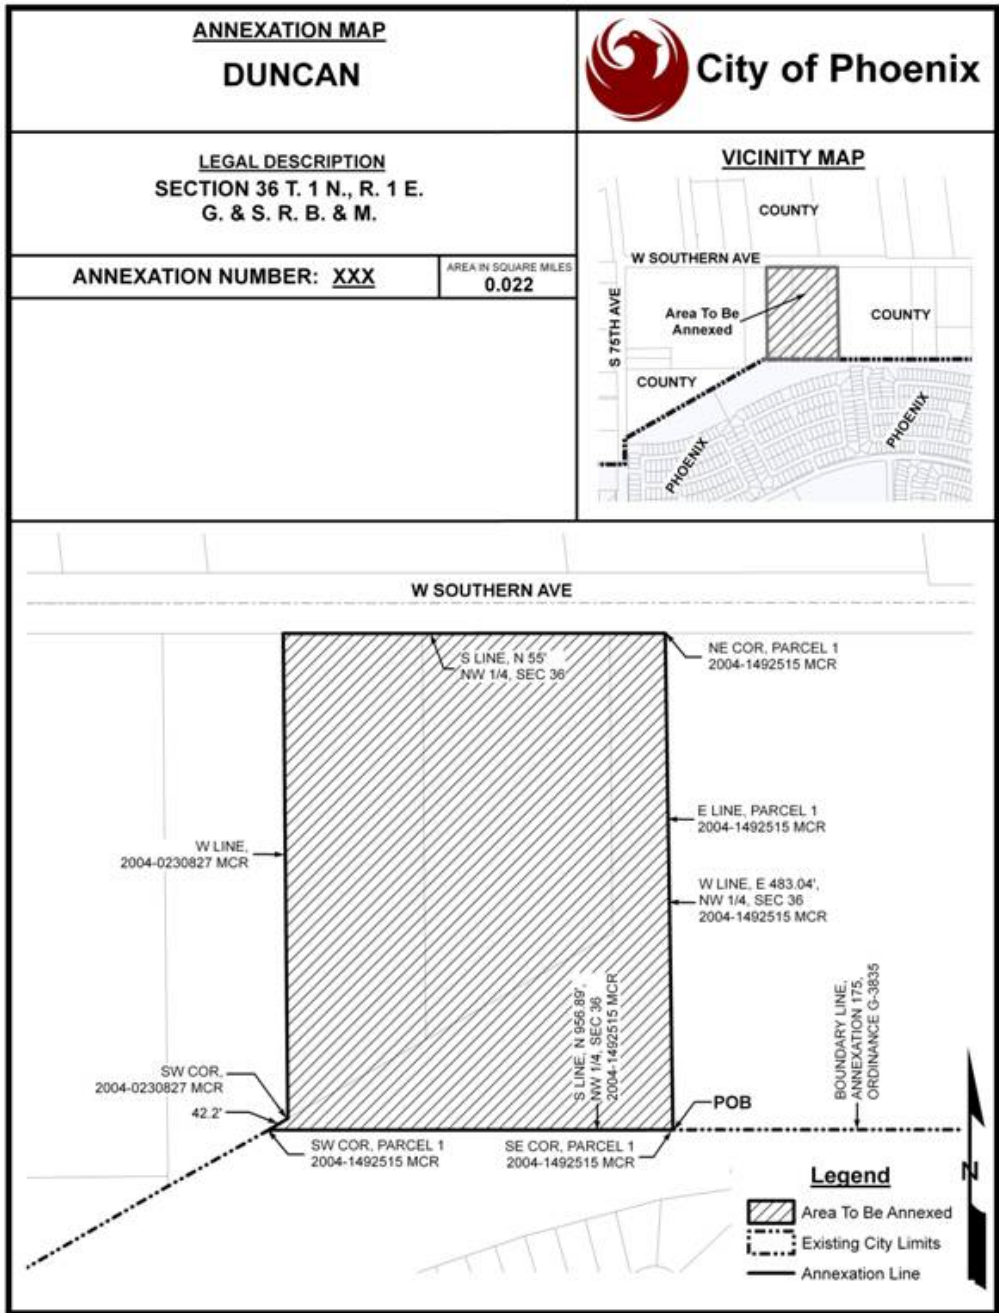 ANNEXATION MAP
DUNCAN
City of Phoenix
LEGAL DESCRIPTION
SECTION 36 T. 1 N., R. 1 E.
G. & S. R. B. & M.
ANNEXATION NUMBER: XXX
AREA IN SQUARE MILES
0.022
VICINITY MAP
COUNTY
W SOUTHERN AVE
S 75TH AVE
Area To Be
Annexed
COUNTY
COUNTY
PHOENIX
PHOENIX
W SOUTHERN AVE
S LINE, N 55'
NW 1/4, SEC 36
NE COR, PARCEL 1
2004-1492515 MCR
E LINE, PARCEL 1
2004-1492515 MCR
W LINE,
2004-0230827 MCR
W LINE, E 483.04',
NW 1/4, SEC 36
2004-1492515 MCR
S LINE, N 956.89',
NW 1/4, SEC 36
2004-1492515 MCR
BOUNDARY LINE,
ANNEXATION 175,
ORDINANCE G-3835
SW COR,
2004-0230827 MCR
42.2'
POB
SW COR, PARCEL 1
2004-1492515 MCR
SE COR, PARCEL 1
2004-1492515 MCR
N
Legend
Area To Be Annexed
Existing City Limits
Annexation Line